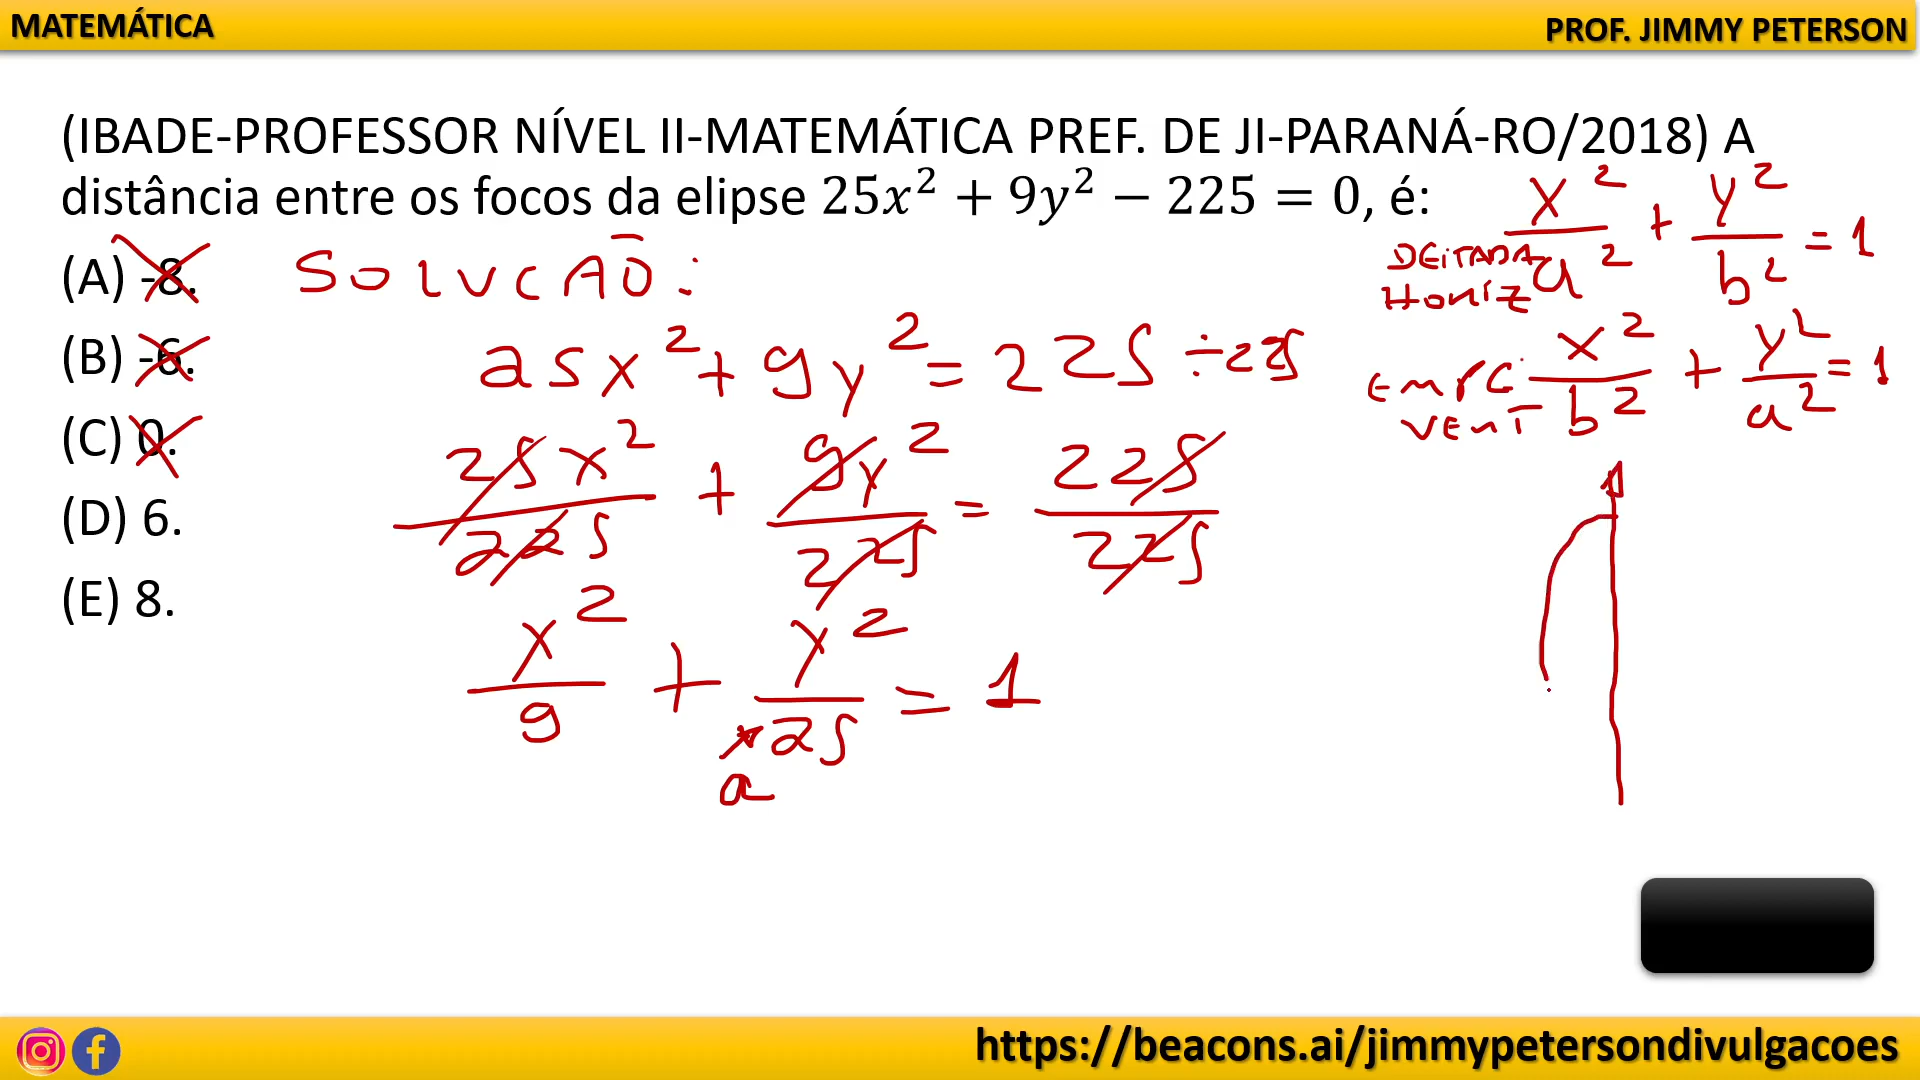 MATEMÁTICA
PROF. JIMMY PETERSON
(IBADE-PROFESSOR NÍVEL II-MATEMÁTICA PREF. DE JI-PARANÁ-RO/2018) A
distância entre os focos da elipse 25x² + 9y² − 225 = 0, é:
(A) -8.
(B) -6.
(C) 0.
(D) 6.
(E) 8.
SOLUCAO:
25x² + 9y² = 225 ÷225
25x²/225 + 9y²/225 = 225/225
x²/9 + y²/25 = 1
a
x²/a² + y²/b² = 1
DEITADA
HORIZ
x²/b² + y²/a² = 1
VERT
https://beacons.ai/jimmypetersondivulgacoes